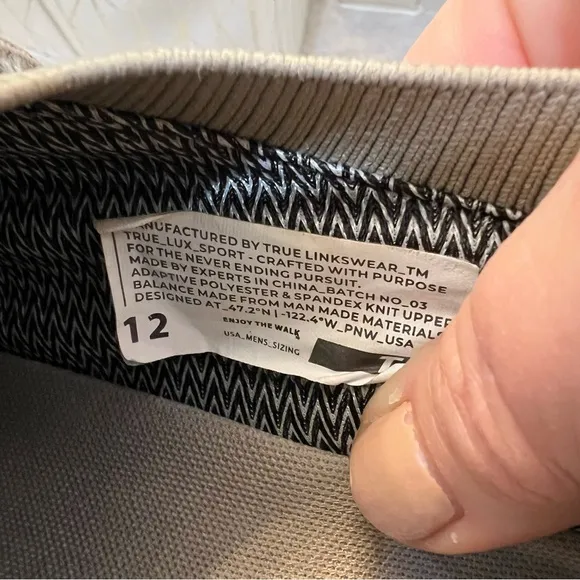 MANUFACTURED BY TRUE LINKSWEAR_TM
TRUE_LUX_SPORT - CRAFTED WITH PURPOSE
FOR THE NEVER ENDING PURSUIT.
MADE BY EXPERTS IN CHINA_BATCH NO_03
ADAPTIVE POLYESTER & SPANDEX KNIT UPPER
BALANCE MADE FROM MAN MADE MATERIALS
DESIGNED AT_47.2°N | -122.4°W_PNW_USA
12
ENJOY THE WALK
USA_MENS_SIZING